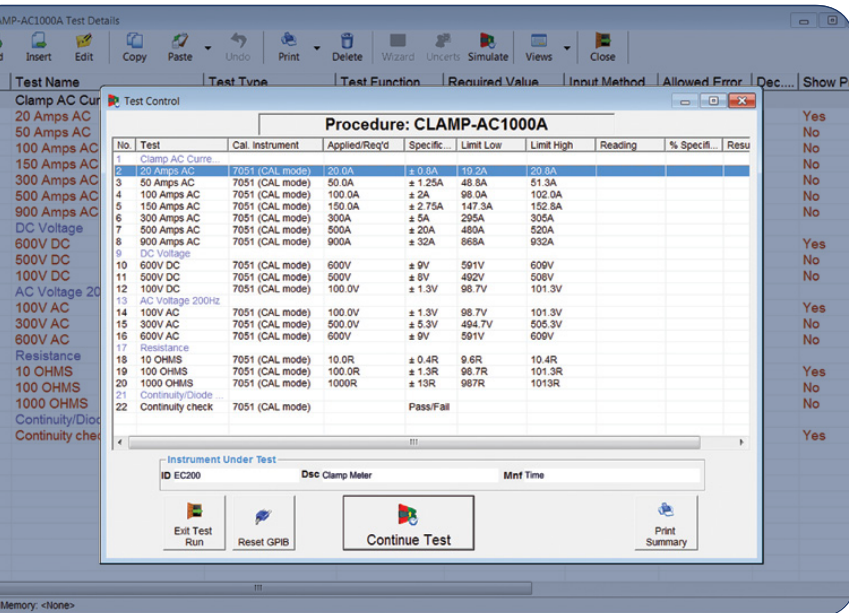 AMP-AC1000A Test Details
Insert Edit Copy Paste Undo Print Delete Wizard Uncerts Simulate Views Close
Test Name Test Type Test Function Required Value Input Method Allowed Error Dec.... Show P
Clamp AC Cur
20 Amps AC Yes
50 Amps AC No
100 Amps AC No
150 Amps AC No
300 Amps AC No
500 Amps AC No
900 Amps AC No
DC Voltage
600V DC Yes
500V DC No
100V DC No
AC Voltage 20
100V AC Yes
300V AC No
600V AC No
Resistance
10 OHMS Yes
100 OHMS No
1000 OHMS No
Continuity/Diod
Continuity chec Yes
Memory: <None>
Test Control
Procedure: CLAMP-AC1000A
No. Test Cal. Instrument Applied/Req'd Specific... Limit Low Limit High Reading % Specifi... Resu
1 Clamp AC Curre...
2 20 Amps AC 7051 (CAL mode) 20.0A ± 0.8A 19.2A 20.8A
3 50 Amps AC 7051 (CAL mode) 50.0A ± 1.25A 48.8A 51.3A
4 100 Amps AC 7051 (CAL mode) 100.0A ± 2A 98.0A 102.0A
5 150 Amps AC 7051 (CAL mode) 150.0A ± 2.75A 147.3A 152.8A
6 300 Amps AC 7051 (CAL mode) 300A ± 5A 295A 305A
7 500 Amps AC 7051 (CAL mode) 500A ± 20A 480A 520A
8 900 Amps AC 7051 (CAL mode) 900A ± 32A 868A 932A
9 DC Voltage
10 600V DC 7051 (CAL mode) 600V ± 9V 591V 609V
11 500V DC 7051 (CAL mode) 500V ± 8V 492V 508V
12 100V DC 7051 (CAL mode) 100.0V ± 1.3V 98.7V 101.3V
13 AC Voltage 200Hz
14 100V AC 7051 (CAL mode) 100.0V ± 1.3V 98.7V 101.3V
15 300V AC 7051 (CAL mode) 500.0V ± 5.3V 494.7V 505.3V
16 600V AC 7051 (CAL mode) 600V ± 9V 591V 609V
17 Resistance
18 10 OHMS 7051 (CAL mode) 10.0R ± 0.4R 9.6R 10.4R
19 100 OHMS 7051 (CAL mode) 100.0R ± 1.3R 98.7R 101.3R
20 1000 OHMS 7051 (CAL mode) 1000R ± 13R 987R 1013R
21 Continuity/Diode ...
22 Continuity check 7051 (CAL mode) Pass/Fail
Instrument Under Test
ID EC200 Dsc Clamp Meter Mnf Time
Exit Test Run
Reset GPIB
Continue Test
Print Summary